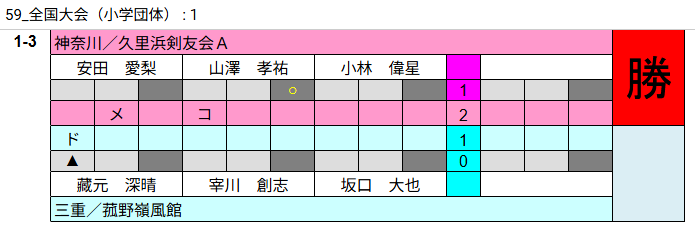 59_全国大会（小学団体） : 1
1-3
神奈川／久里浜剣友会Ａ
勝
安田　愛梨 山澤　孝祐 小林　偉星
○ 1
メ コ 2
ド 1
▲ 0
藏元　深晴 宰川　創志 坂口　大也
三重／菰野嶺風館